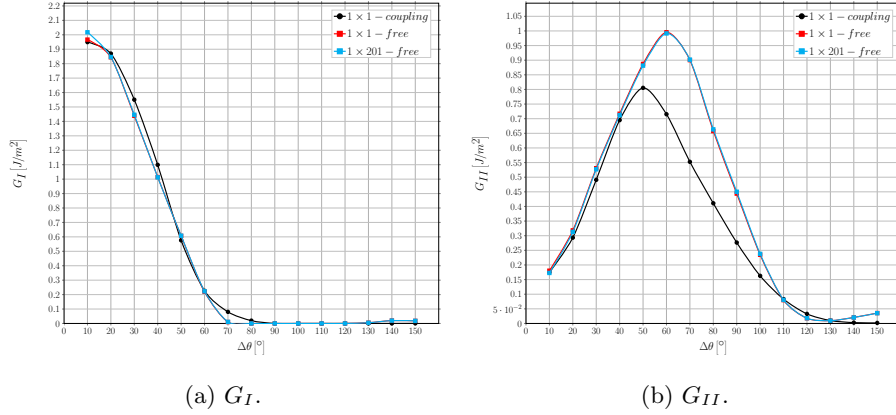 2.2
2.1
2
1.9
1.8
1.7
1.6
1.5
1.4
1.3
1.2
1.1
1
0.9
0.8
0.7
0.6
0.5
0.4
0.3
0.2
0.1
0
G_I [J/m^2]
0 10 20 30 40 50 60 70 80 90 100 110 120 130 140 150
Δθ [°]
1 × 1 − coupling
1 × 1 − free
1 × 201 − free
(a) G_I.
1.05
1
0.95
0.9
0.85
0.8
0.75
0.7
0.65
0.6
0.55
0.5
0.45
0.4
0.35
0.3
0.25
0.2
0.15
0.1
5 · 10^−2
0
G_II [J/m^2]
0 10 20 30 40 50 60 70 80 90 100 110 120 130 140 150
Δθ [°]
1 × 1 − coupling
1 × 1 − free
1 × 201 − free
(b) G_II.